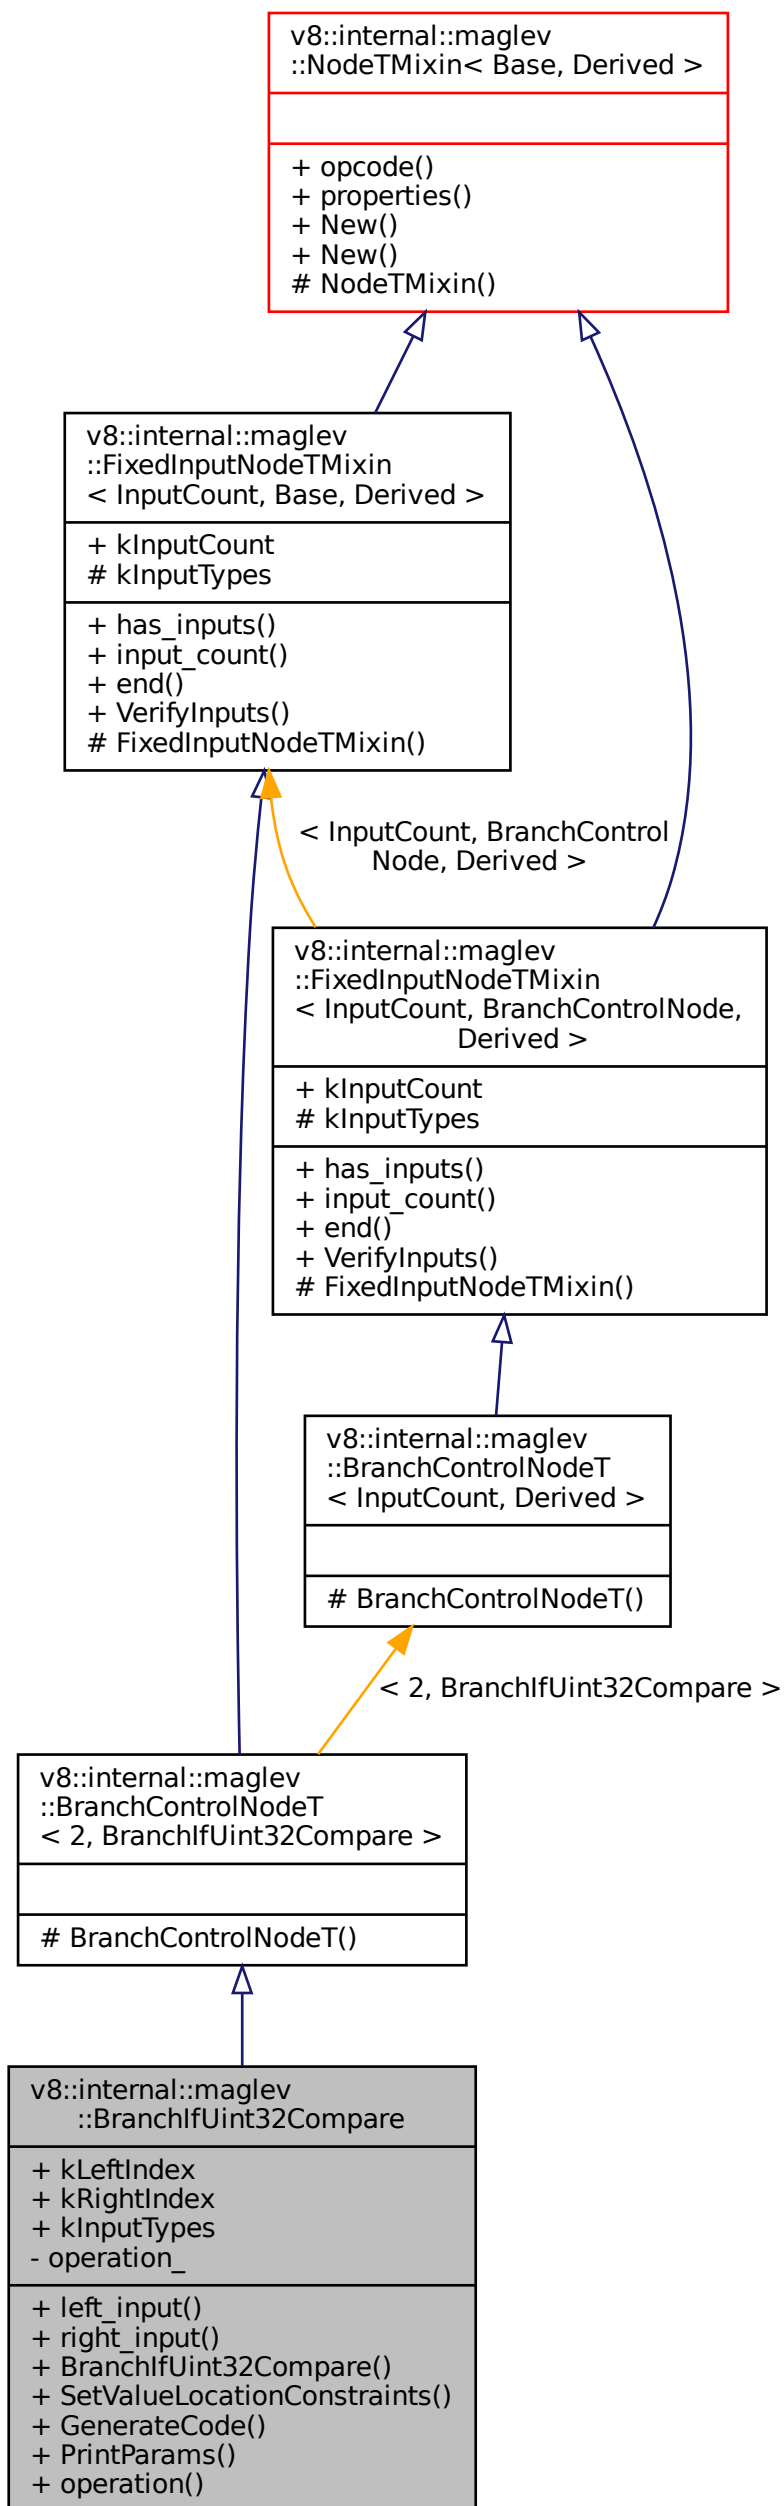 v8::internal::maglev
::NodeTMixin< Base, Derived >
+ opcode()
+ properties()
+ New()
+ New()
# NodeTMixin()
v8::internal::maglev
::FixedInputNodeTMixin
< InputCount, Base, Derived >
+ kInputCount
# kInputTypes
+ has_inputs()
+ input_count()
+ end()
+ VerifyInputs()
# FixedInputNodeTMixin()
< InputCount, BranchControl
Node, Derived >
v8::internal::maglev
::FixedInputNodeTMixin
< InputCount, BranchControlNode,
Derived >
+ kInputCount
# kInputTypes
+ has_inputs()
+ input_count()
+ end()
+ VerifyInputs()
# FixedInputNodeTMixin()
v8::internal::maglev
::BranchControlNodeT
< InputCount, Derived >
# BranchControlNodeT()
< 2, BranchIfUint32Compare >
v8::internal::maglev
::BranchControlNodeT
< 2, BranchIfUint32Compare >
# BranchControlNodeT()
v8::internal::maglev
::BranchIfUint32Compare
+ kLeftIndex
+ kRightIndex
+ kInputTypes
- operation_
+ left_input()
+ right_input()
+ BranchIfUint32Compare()
+ SetValueLocationConstraints()
+ GenerateCode()
+ PrintParams()
+ operation()